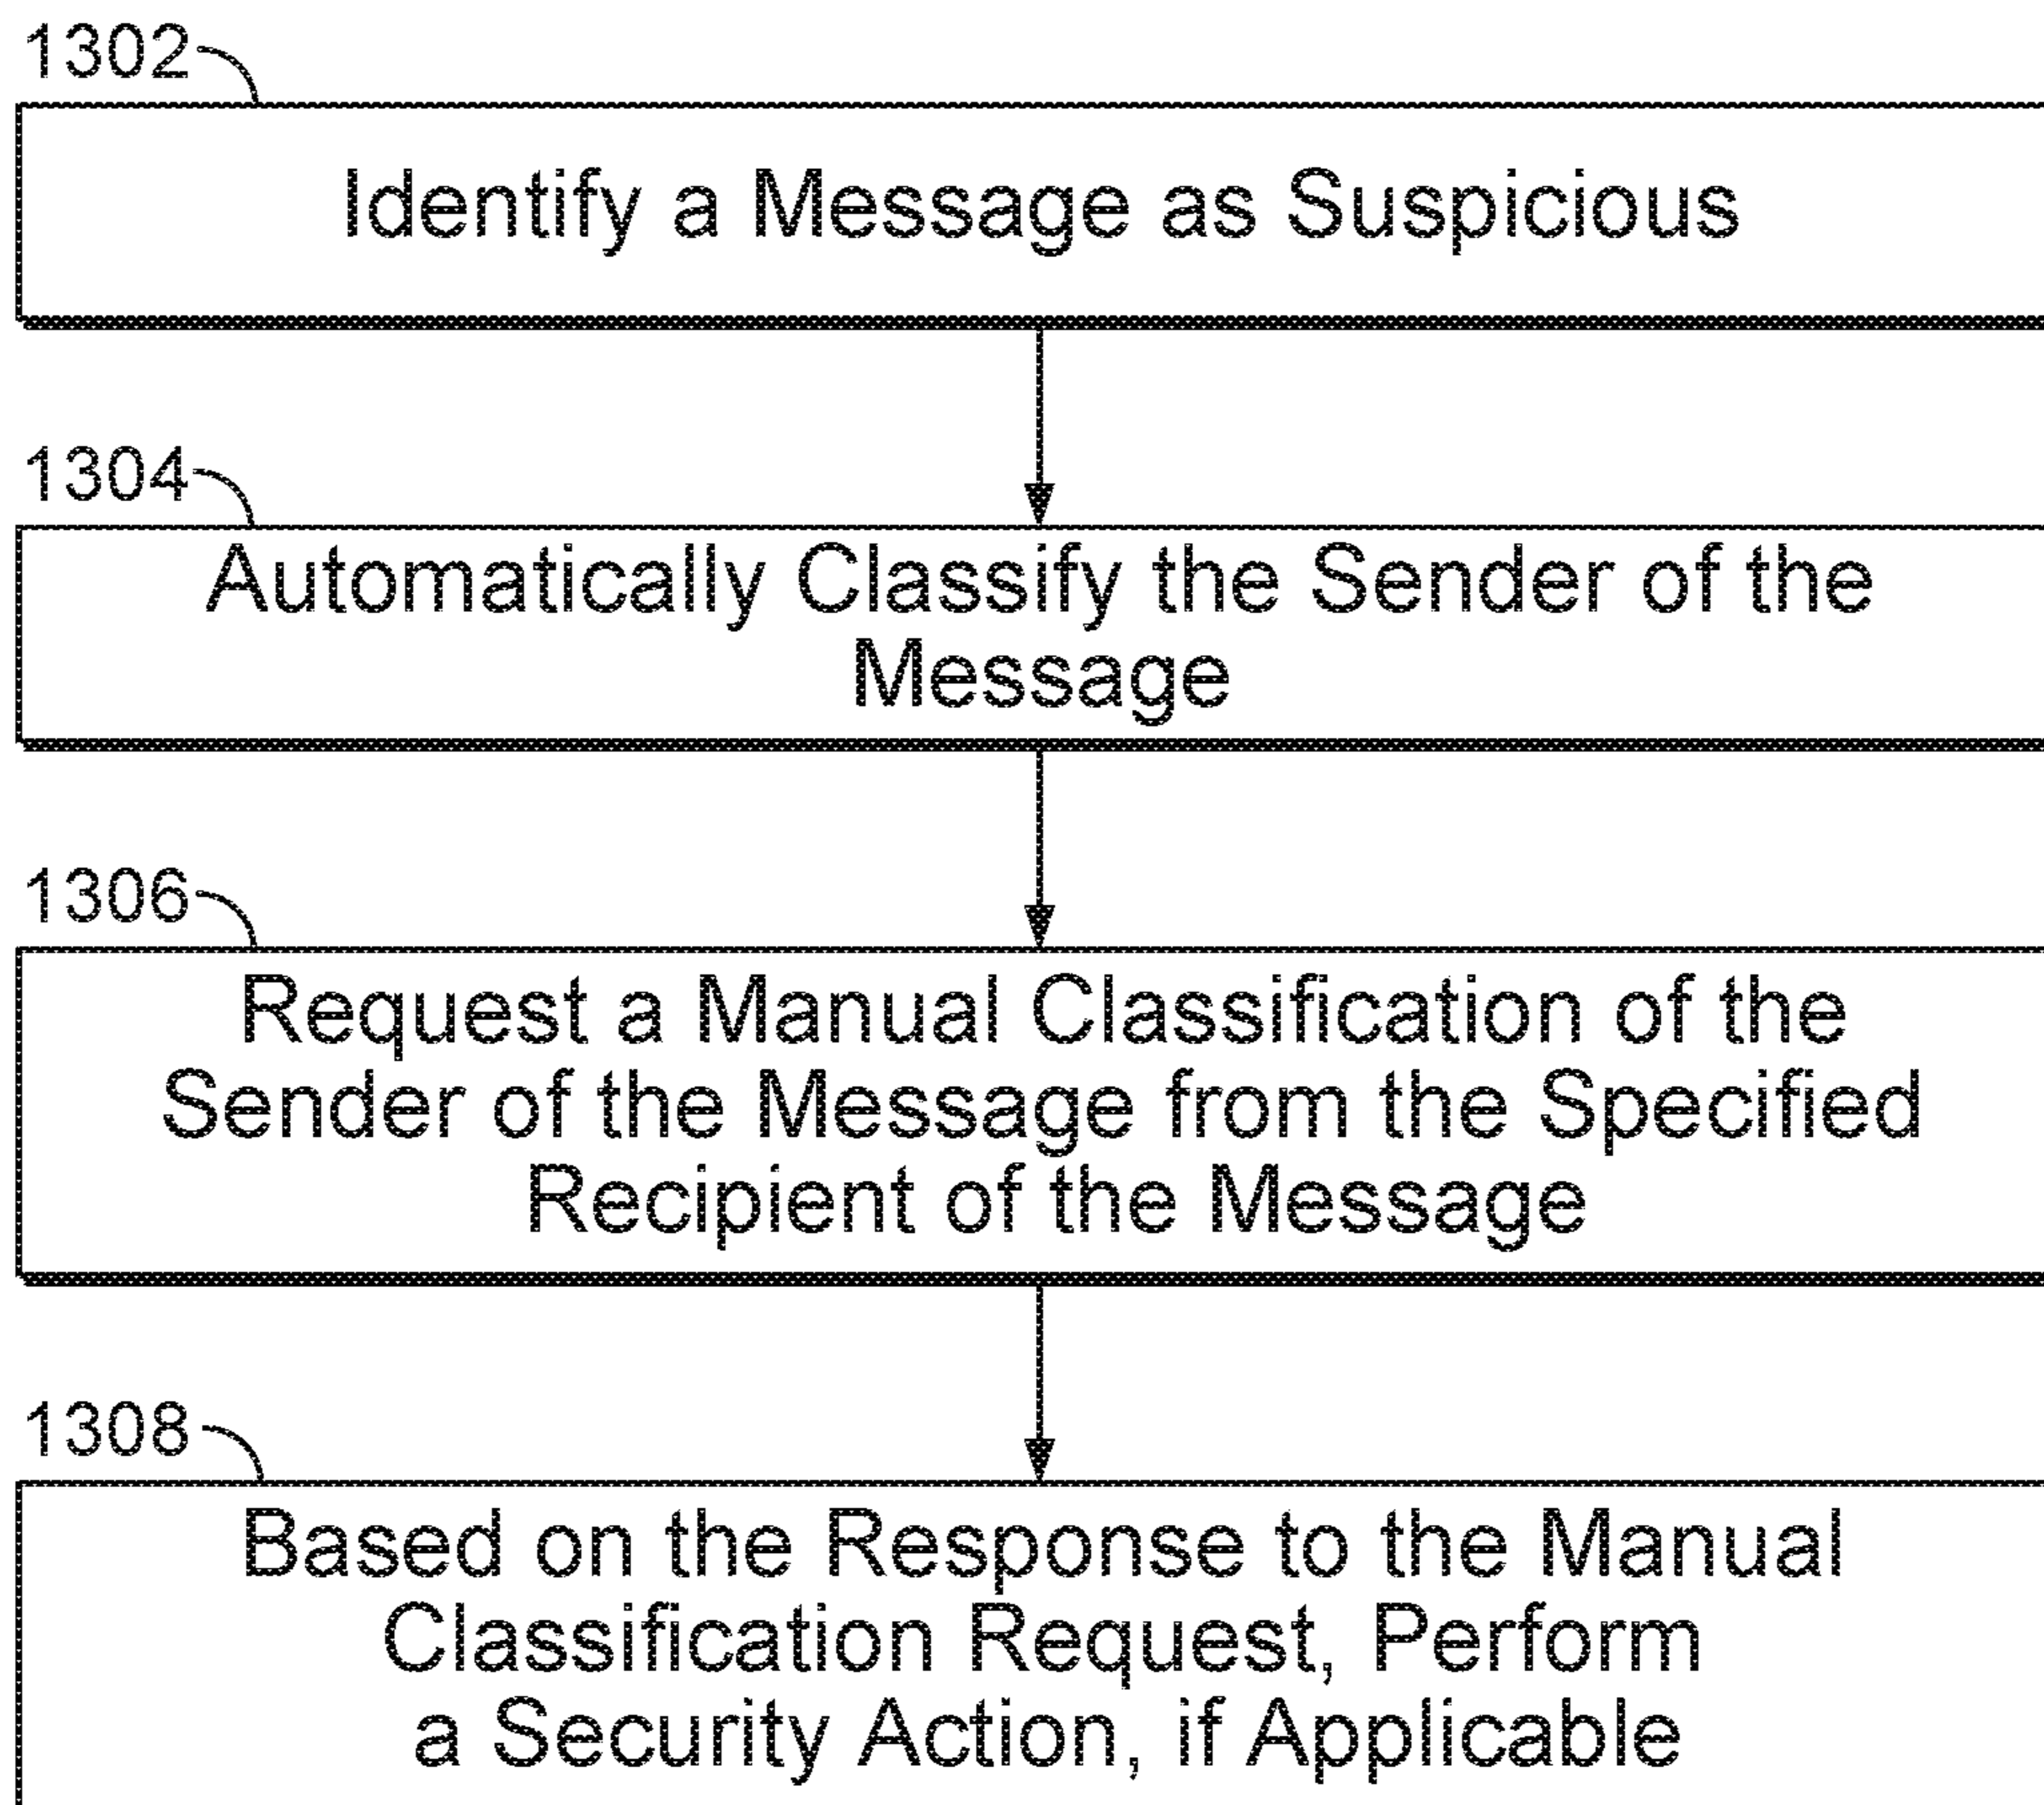 1302
Identify a Message as Suspicious
1304
Automatically Classify the Sender of the
Message
1306
Request a Manual Classification of the
Sender of the Message from the Specified
Recipient of the Message
1308
Based on the Response to the Manual
Classification Request, Perform
a Security Action, if Applicable